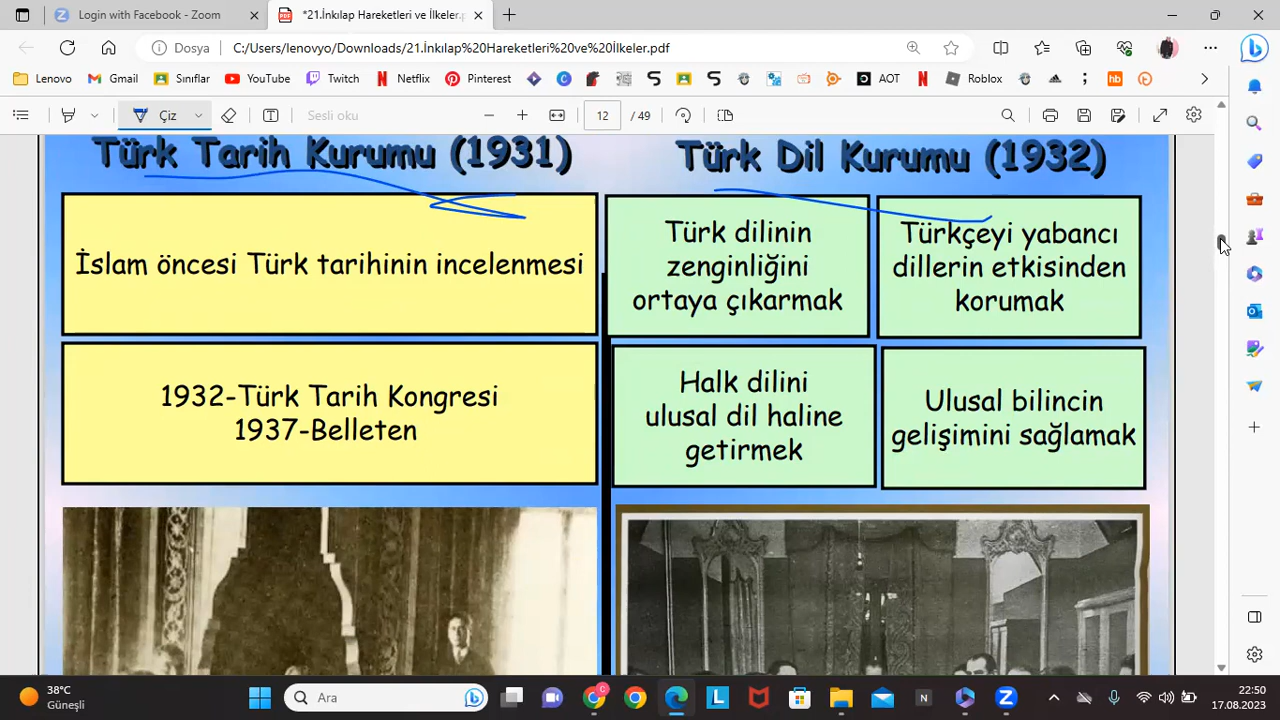 Login with Facebook - Zoom
*21.İnkılap Hareketleri ve İlkeler.p
Dosya
C:/Users/lenovyo/Downloads/21.İnkılap%20Hareketleri%20ve%20İlkeler.pdf
Lenovo
Gmail
Sınıflar
YouTube
Twitch
Netflix
Pinterest
AOT
Roblox
Çiz
Sesli oku
12
/ 49
Türk Tarih Kurumu (1931)
İslam öncesi Türk tarihinin incelenmesi
1932-Türk Tarih Kongresi
1937-Belleten
Türk Dil Kurumu (1932)
Türk dilinin
zenginliğini
ortaya çıkarmak
Türkçeyi yabancı
dillerin etkisinden
korumak
Halk dilini
ulusal dil haline
getirmek
Ulusal bilincin
gelişimini sağlamak
38°C
Güneşli
Ara
22:50
17.08.2023